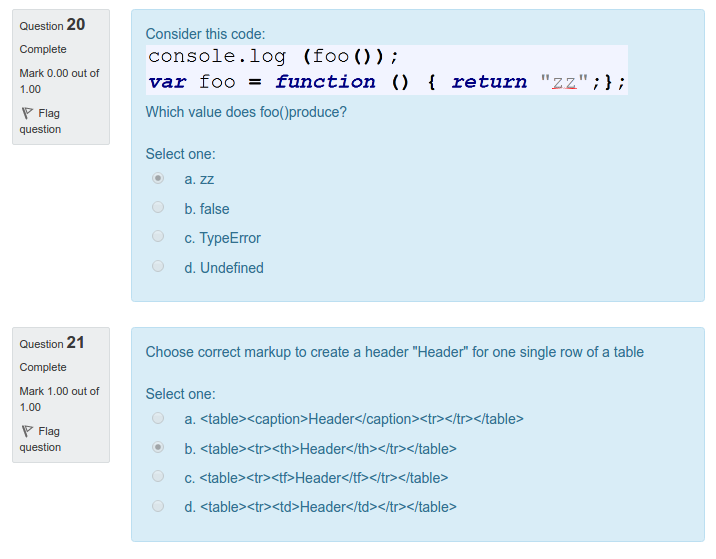 Question 20
Complete
Mark 0.00 out of
1.00
Flag
question
Consider this code:
console.log (foo());
var foo = function () { return "zz";};
Which value does foo()produce?
Select one:
a. zz
b. false
c. TypeError
d. Undefined
Question 21
Complete
Mark 1.00 out of
1.00
Flag
question
Choose correct markup to create a header "Header" for one single row of a table
Select one:
a. <table><caption>Header</caption><tr></tr></table>
b. <table><tr><th>Header</th></tr></table>
c. <table><tr><tf>Header</tf></tr></table>
d. <table><tr><td>Header</td></tr></table>